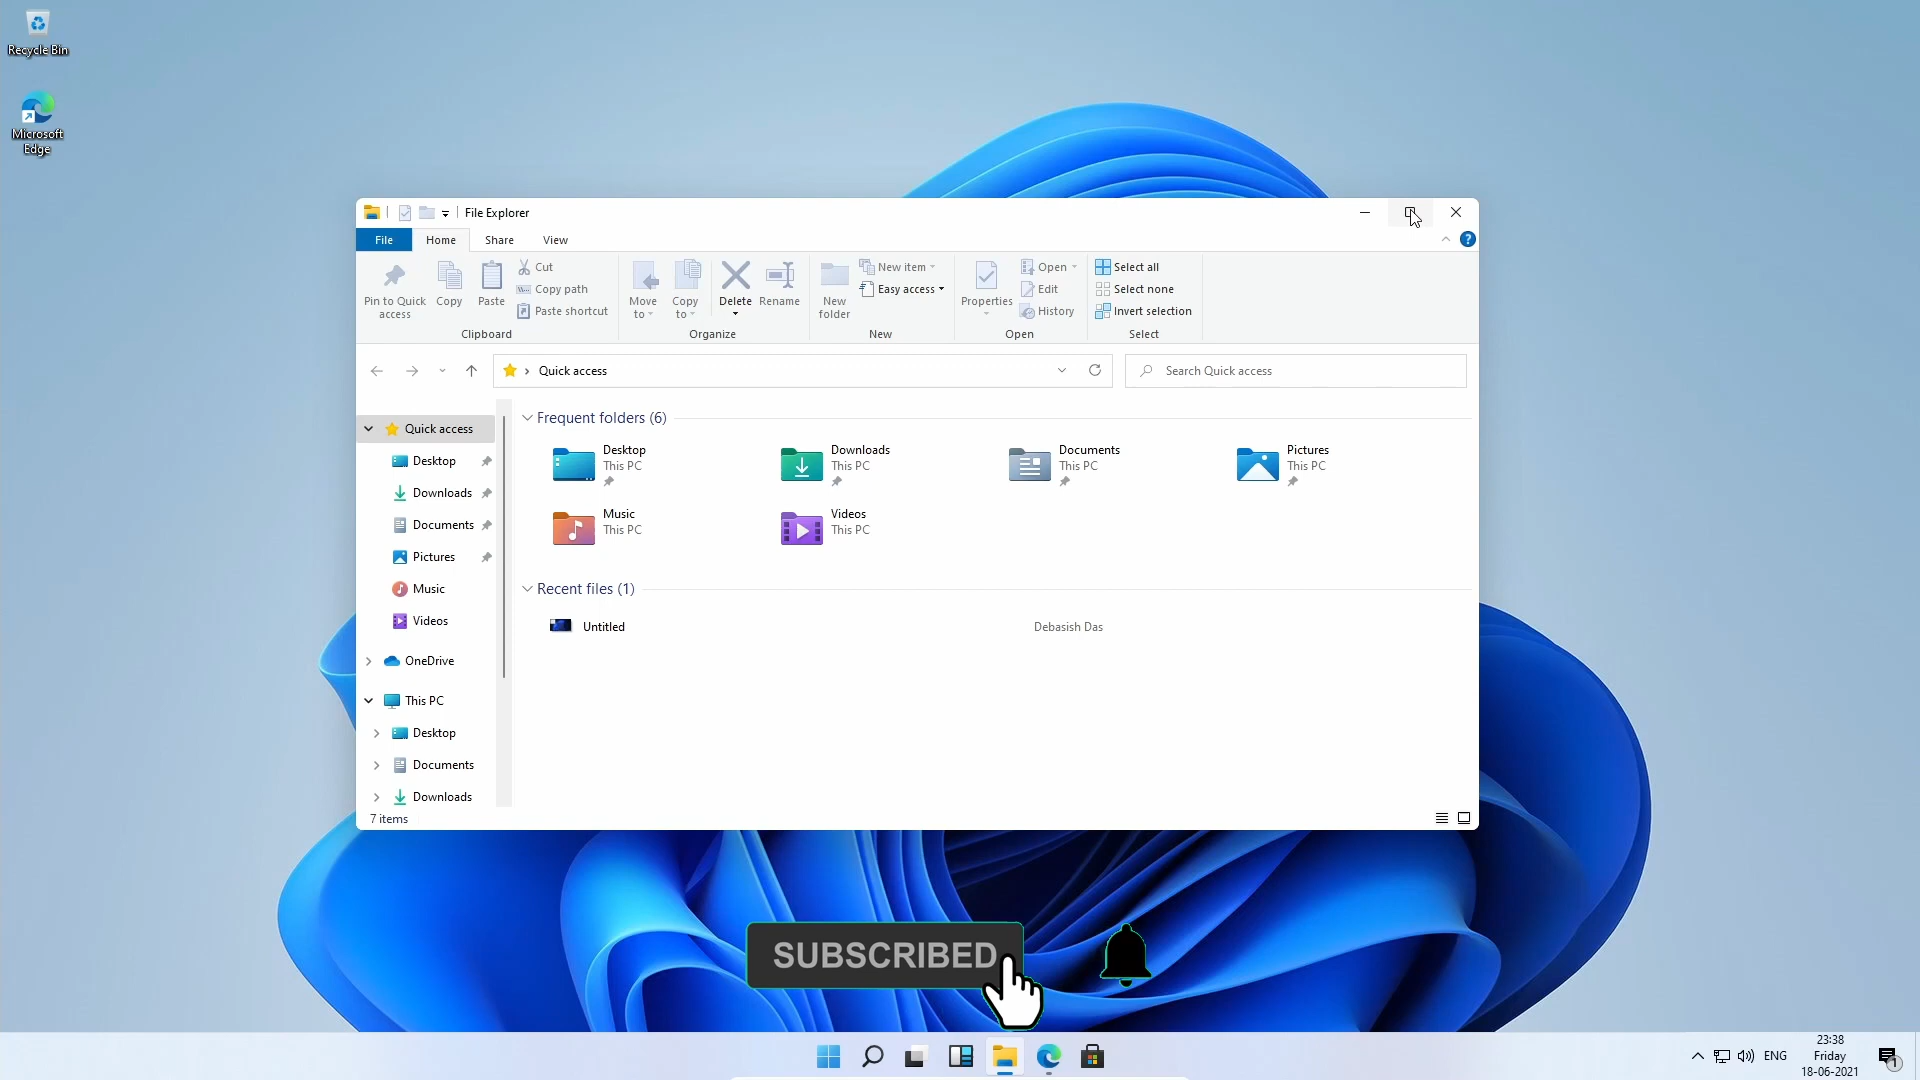 Recycle Bin
Microsoft
Edge
File Explorer
File
Home
Share
View
Pin to Quick
access
Copy
Paste
Cut
Copy path
Paste shortcut
Clipboard
Move
to
Copy
to
Delete
Rename
Organize
New
folder
New item
Easy access
New
Properties
Open
Edit
History
Open
Select all
Select none
Invert selection
Select
Quick access
Search Quick access
Quick access
Desktop
Downloads
Documents
Pictures
Music
Videos
OneDrive
This PC
Desktop
Documents
Downloads
Frequent folders (6)
Desktop
This PC
Downloads
This PC
Documents
This PC
Pictures
This PC
Music
This PC
Videos
This PC
Recent files (1)
Untitled
Debasish Das
7 items
SUBSCRIBED
ENG
23:38
Friday
18-06-2021
1